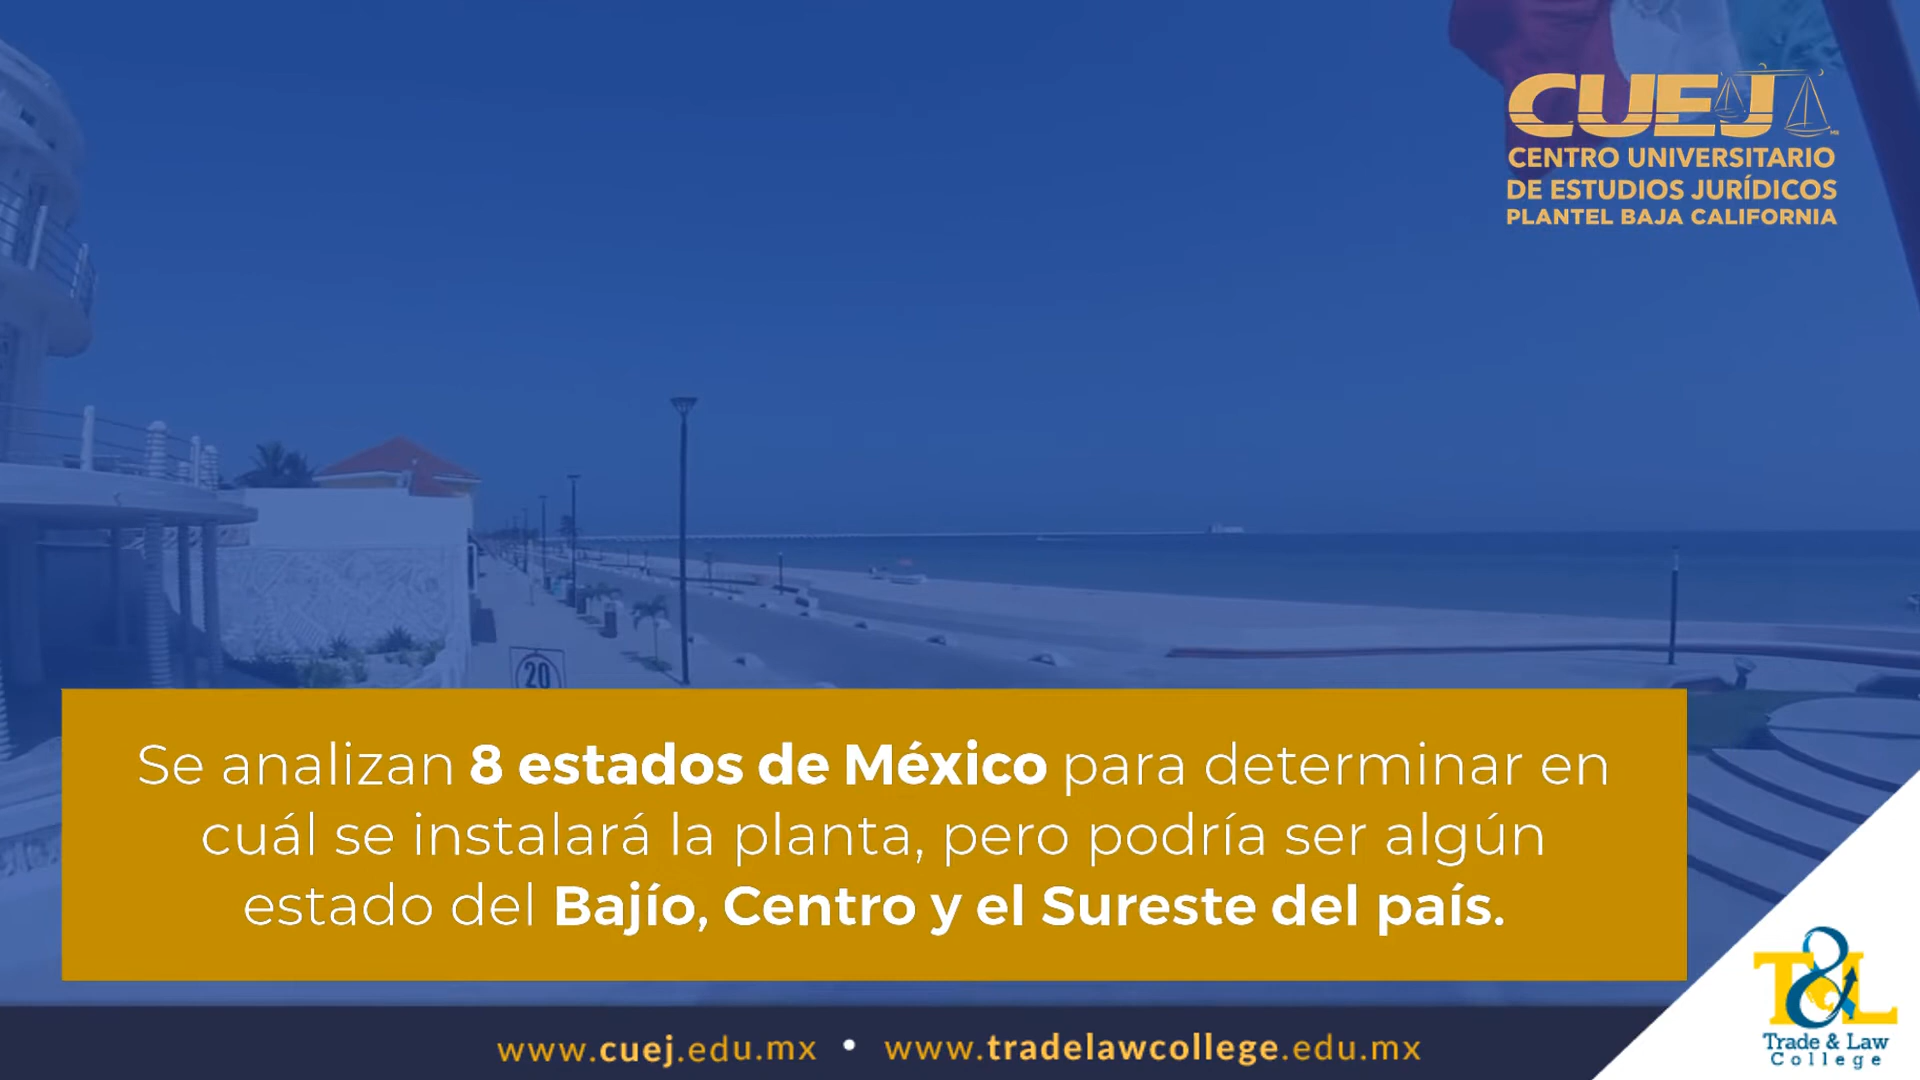 CUEJ
CENTRO UNIVERSITARIO
DE ESTUDIOS JURÍDICOS
PLANTEL BAJA CALIFORNIA
20
Se analizan 8 estados de México para determinar en
cuál se instalará la planta, pero podría ser algún
estado del Bajío, Centro y el Sureste del país.
T&L
Trade & Law
College
www.cuej.edu.mx • www.tradelawcollege.edu.mx